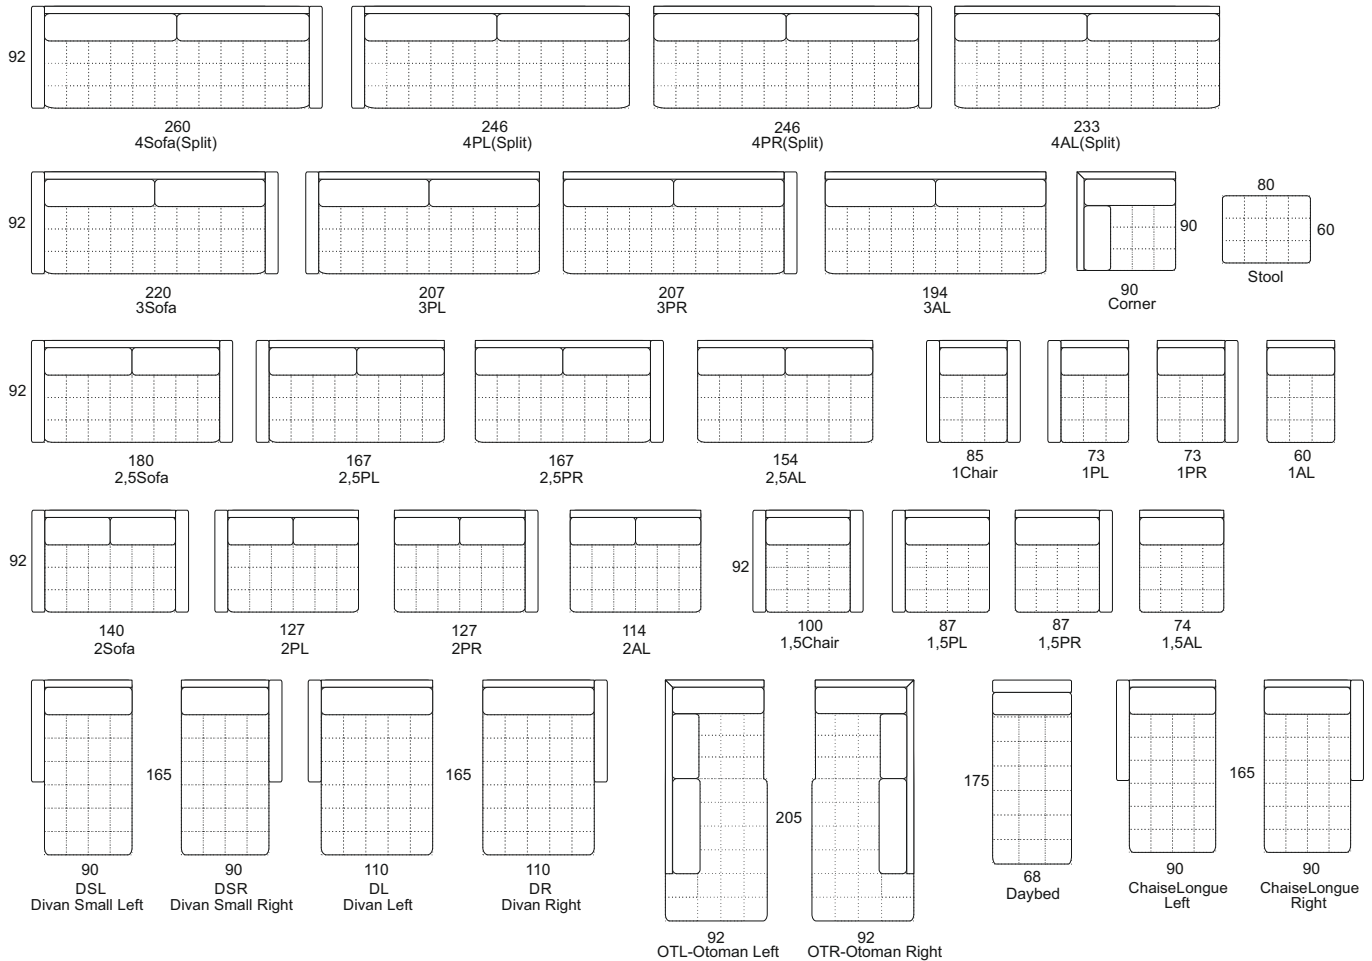 92
260
4Sofa(Split)
246
4PL(Split)
246
4PR(Split)
233
4AL(Split)
92
220
3Sofa
207
3PL
207
3PR
194
3AL
90
90
Corner
80
60
Stool
92
180
2,5Sofa
167
2,5PL
167
2,5PR
154
2,5AL
85
1Chair
73
1PL
73
1PR
60
1AL
92
140
2Sofa
127
2PL
127
2PR
114
2AL
92
100
1,5Chair
87
1,5PL
87
1,5PR
74
1,5AL
165
90
DSL
Divan Small Left
90
DSR
Divan Small Right
165
110
DL
Divan Left
110
DR
Divan Right
205
92
OTL-Otoman Left
92
OTR-Otoman Right
175
68
Daybed
165
90
ChaiseLongue
Left
90
ChaiseLongue
Right